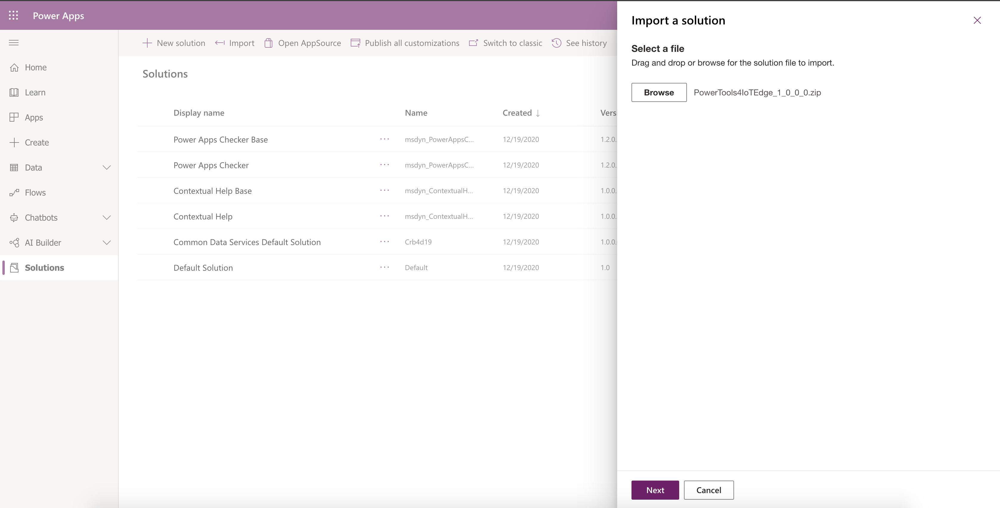 Power Apps
Import a solution
New solution Import Open AppSource Publish all customizations Switch to classic See history
Select a file
Drag and drop or browse for the solution file to import.
Browse PowerTools4IoTEdge_1_0_0_0.zip
Home
Learn
Apps
Create
Data
Flows
Chatbots
AI Builder
Solutions
Solutions
Display name Name Created ↓ Vers
Power Apps Checker Base ... msdyn_PowerAppsC... 12/19/2020 1.2.0.
Power Apps Checker ... msdyn_PowerAppsC... 12/19/2020 1.2.0.
Contextual Help Base ... msdyn_ContextualH... 12/19/2020 1.0.0.
Contextual Help ... msdyn_ContextualH... 12/19/2020 1.0.0.
Common Data Services Default Solution ... Crb4d19 12/19/2020 1.0.0.
Default Solution ... Default 12/19/2020 1.0
Next Cancel